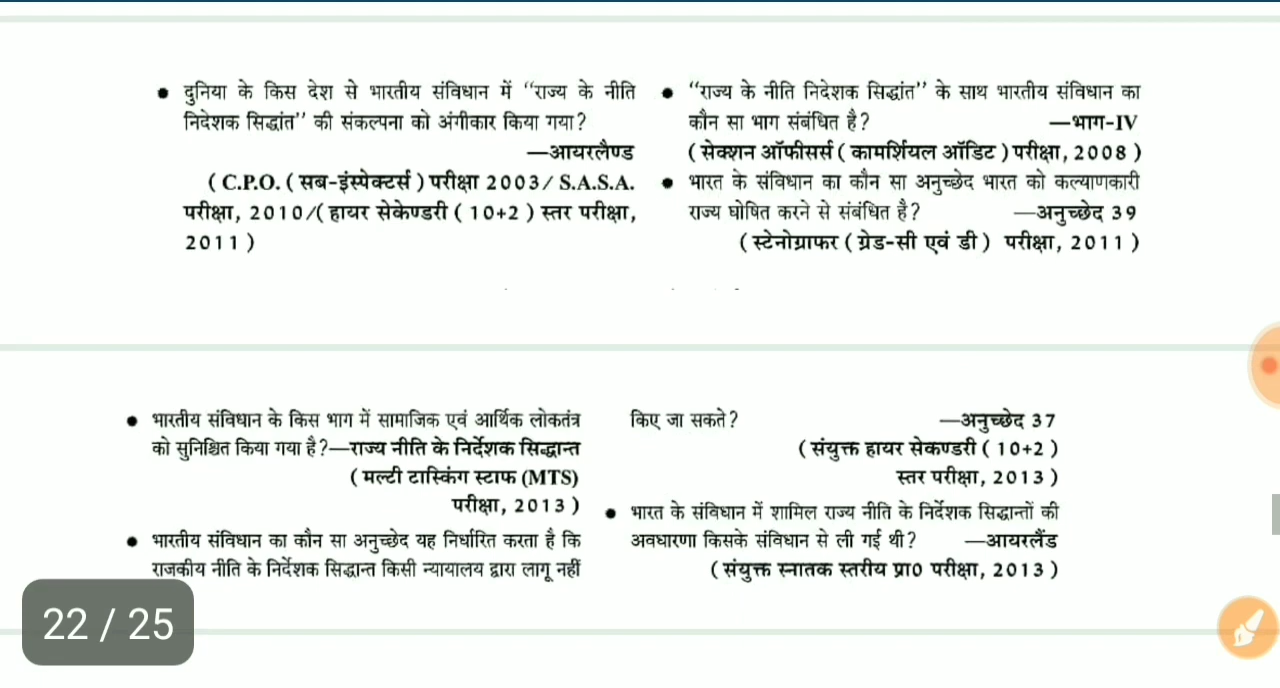 ● दुनिया के किस देश से भारतीय संविधान में “राज्य के नीति
निदेशक सिद्धांत” की संकल्पना को अंगीकार किया गया?
—आयरलैण्ड
( C.P.O. ( सब-इंस्पेक्टर्स ) परीक्षा 2003/ S.A.S.A.
परीक्षा, 2010/( हायर सेकेण्डरी ( 10+2 ) स्तर परीक्षा,
2011 )
● “राज्य के नीति निदेशक सिद्धांत” के साथ भारतीय संविधान का
कौन सा भाग संबंधित है? —भाग-IV
( सेक्शन ऑफीसर्स ( कामर्शियल ऑडिट ) परीक्षा, 2008 )
● भारत के संविधान का कौन सा अनुच्छेद भारत को कल्याणकारी
राज्य घोषित करने से संबंधित है? —अनुच्छेद 39
( स्टेनोग्राफर ( ग्रेड-सी एवं डी ) परीक्षा, 2011 )
● भारतीय संविधान के किस भाग में सामाजिक एवं आर्थिक लोकतंत्र
को सुनिश्चित किया गया है?—राज्य नीति के निर्देशक सिद्धान्त
( मल्टी टास्किंग स्टाफ (MTS)
परीक्षा, 2013 )
● भारतीय संविधान का कौन सा अनुच्छेद यह निर्धारित करता है कि
राजकीय नीति के निर्देशक सिद्धान्त किसी न्यायालय द्वारा लागू नहीं
किए जा सकते? —अनुच्छेद 37
( संयुक्त हायर सेकण्डरी ( 10+2 )
स्तर परीक्षा, 2013 )
● भारत के संविधान में शामिल राज्य नीति के निर्देशक सिद्धान्तों की
अवधारणा किसके संविधान से ली गई थी? —आयरलैंड
( संयुक्त स्नातक स्तरीय प्रा0 परीक्षा, 2013 )
22 / 25